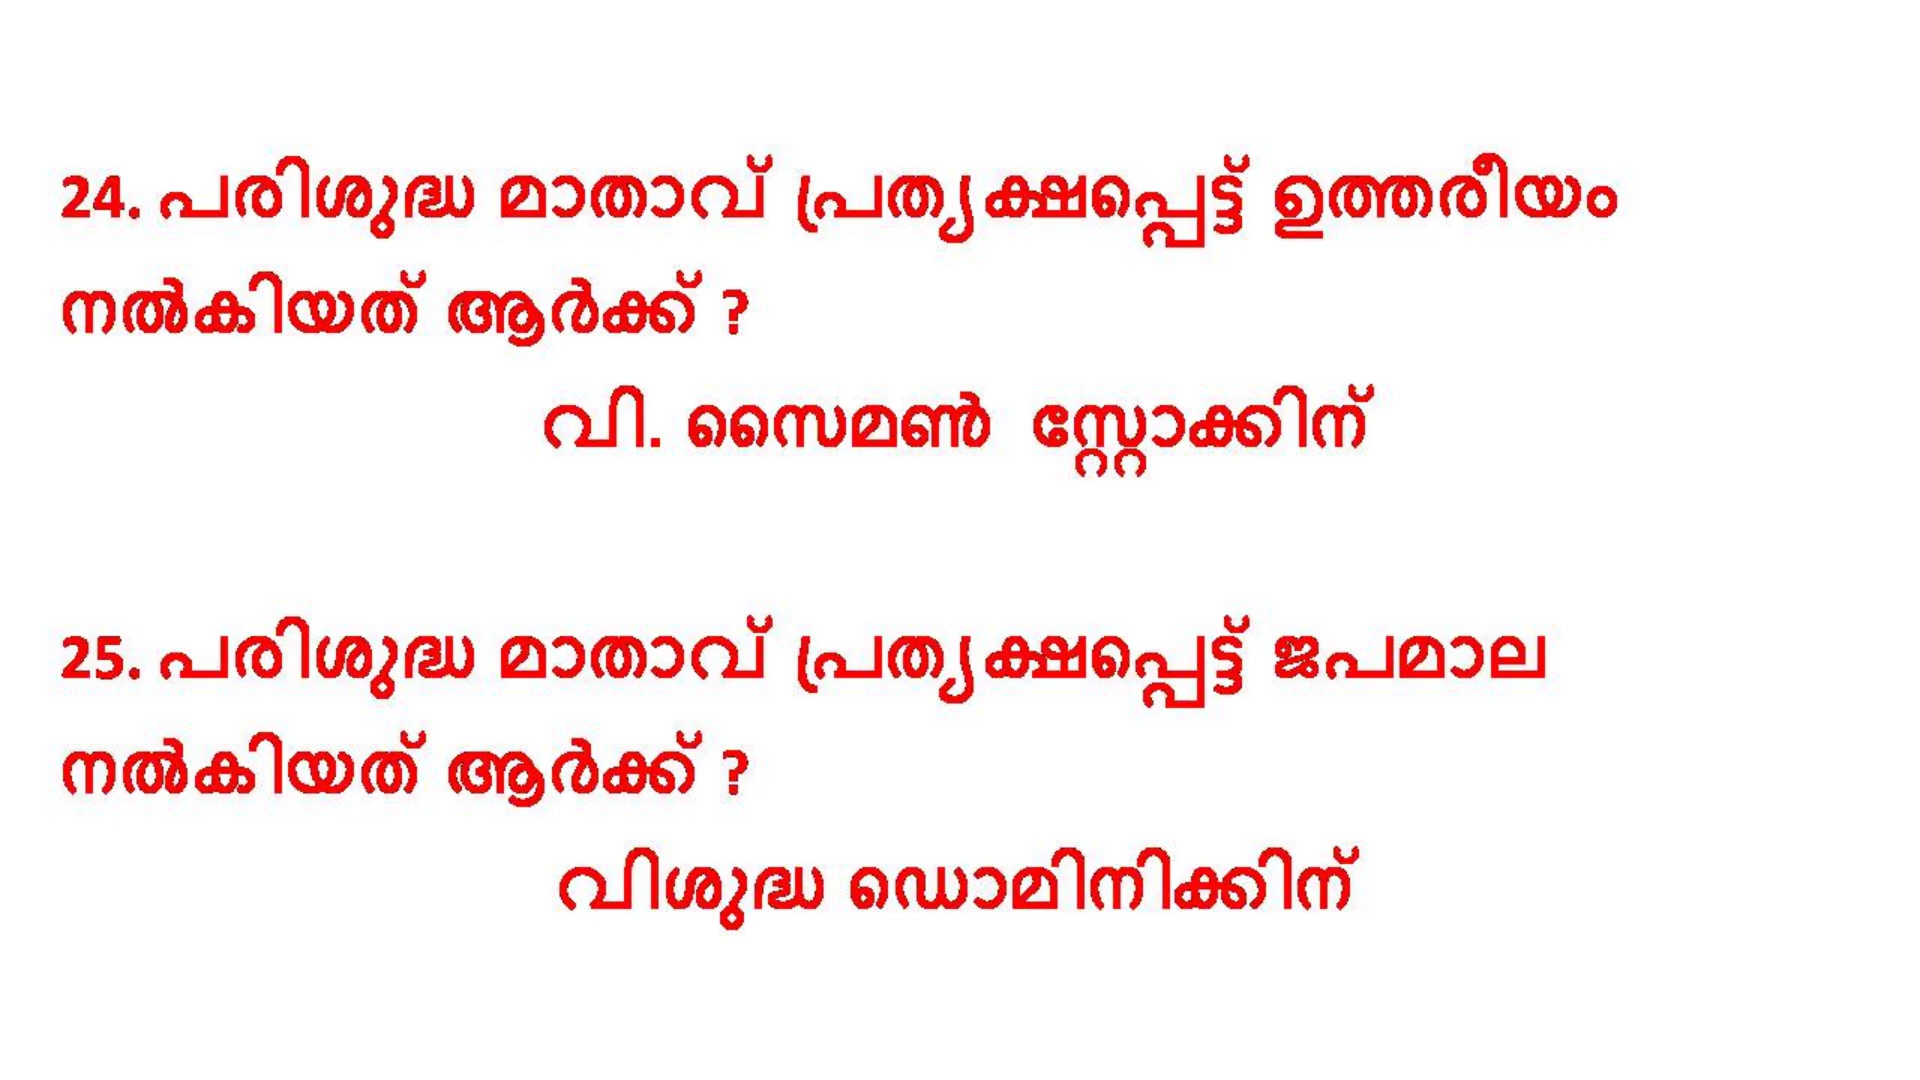 24. പരിശുദ്ധ മാതാവ് പ്രത്യക്ഷപ്പെട്ട് ഉത്തരീയം
നൽകിയത് ആർക്ക് ?
വി. സൈമൺ സ്റ്റോക്കിന്
25. പരിശുദ്ധ മാതാവ് പ്രത്യക്ഷപ്പെട്ട് ജപമാല
നൽകിയത് ആർക്ക് ?
വിശുദ്ധ ഡൊമിനിക്കിന്